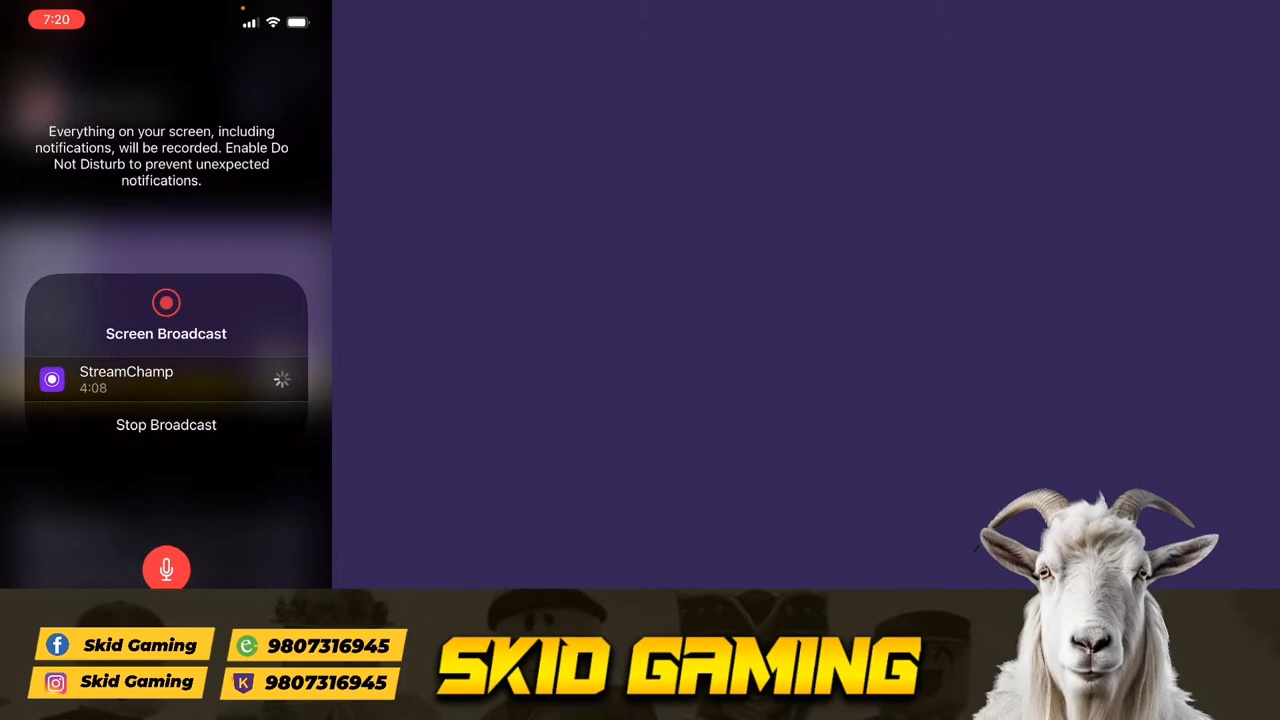 7:20
Everything on your screen, including
notifications, will be recorded. Enable Do
Not Disturb to prevent unexpected
notifications.
Screen Broadcast
StreamChamp
4:08
Stop Broadcast
f Skid Gaming
e 9807316945
Skid Gaming
K 9807316945
SKID GAMING